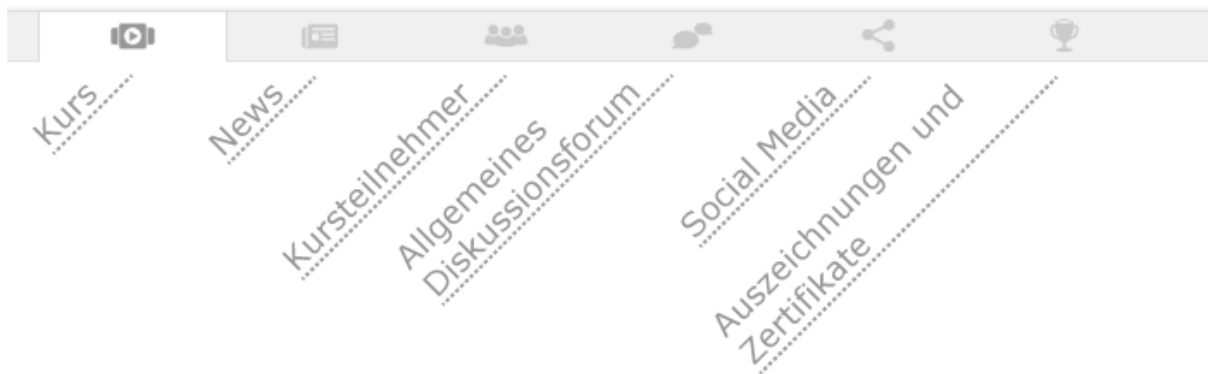 Kurs
News
Kursteilnehmer
Allgemeines
Diskussionsforum
Social Media
Auszeichnungen und
Zertifikate